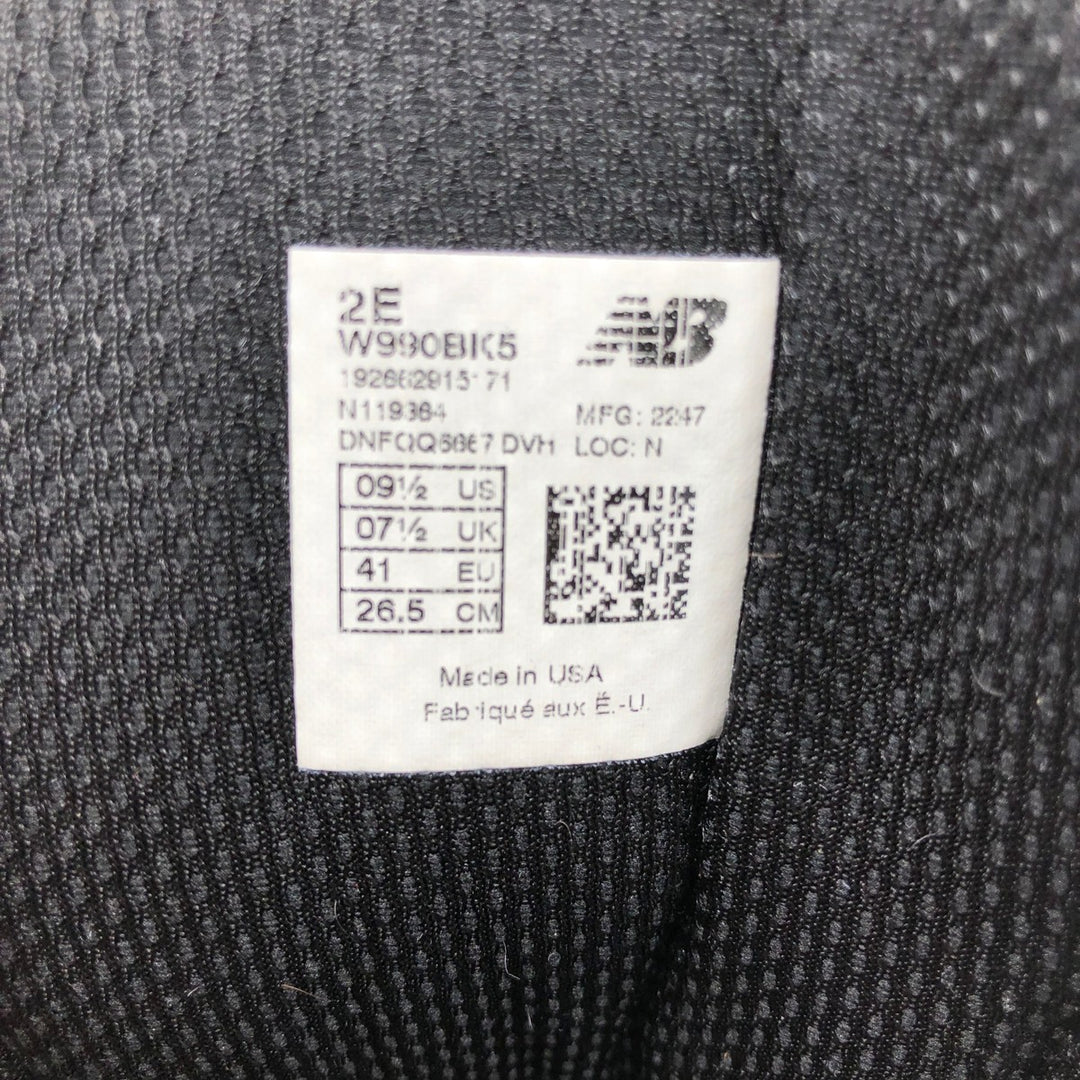 2E
W990BK5
N119364
MFG: 2247
LOC: N
09½ US
07½ UK
41 EU
26.5 CM
Made in USA
Fabriqué aux É.-U.